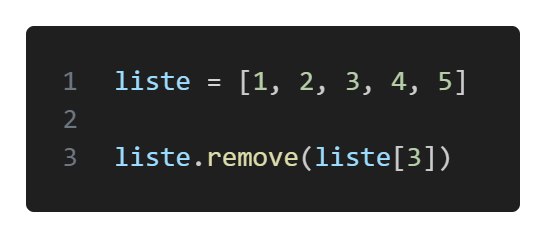 1 liste = [1, 2, 3, 4, 5]
2
3 liste.remove(liste[3])